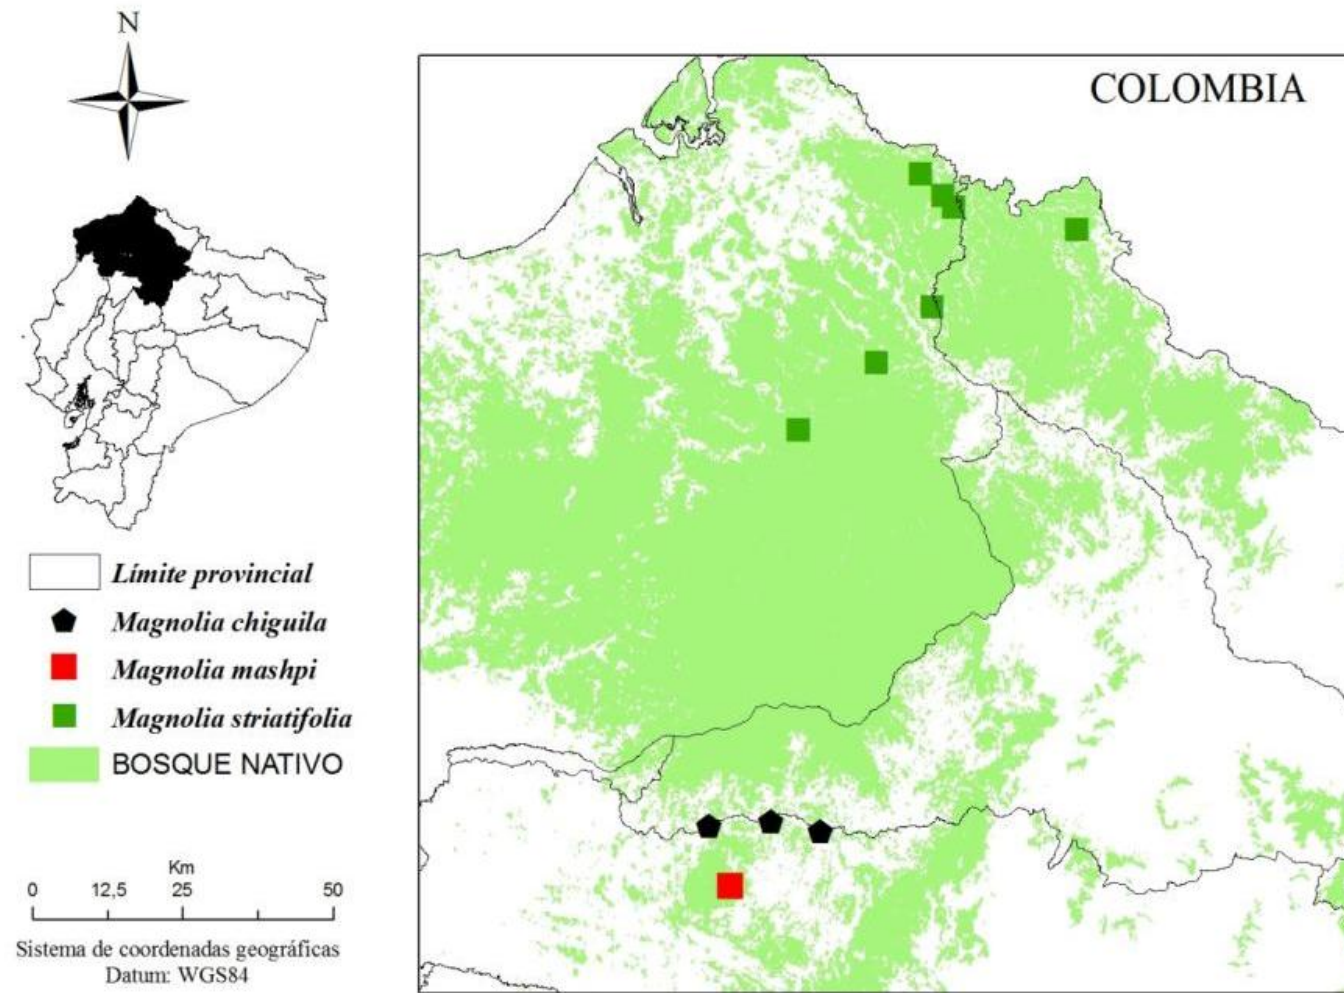 N
COLOMBIA
Límite provincial
Magnolia chiguila
Magnolia mashpi
Magnolia striatifolia
BOSQUE NATIVO
Km
0 12,5 25 50
Sistema de coordenadas geográficas
Datum: WGS84